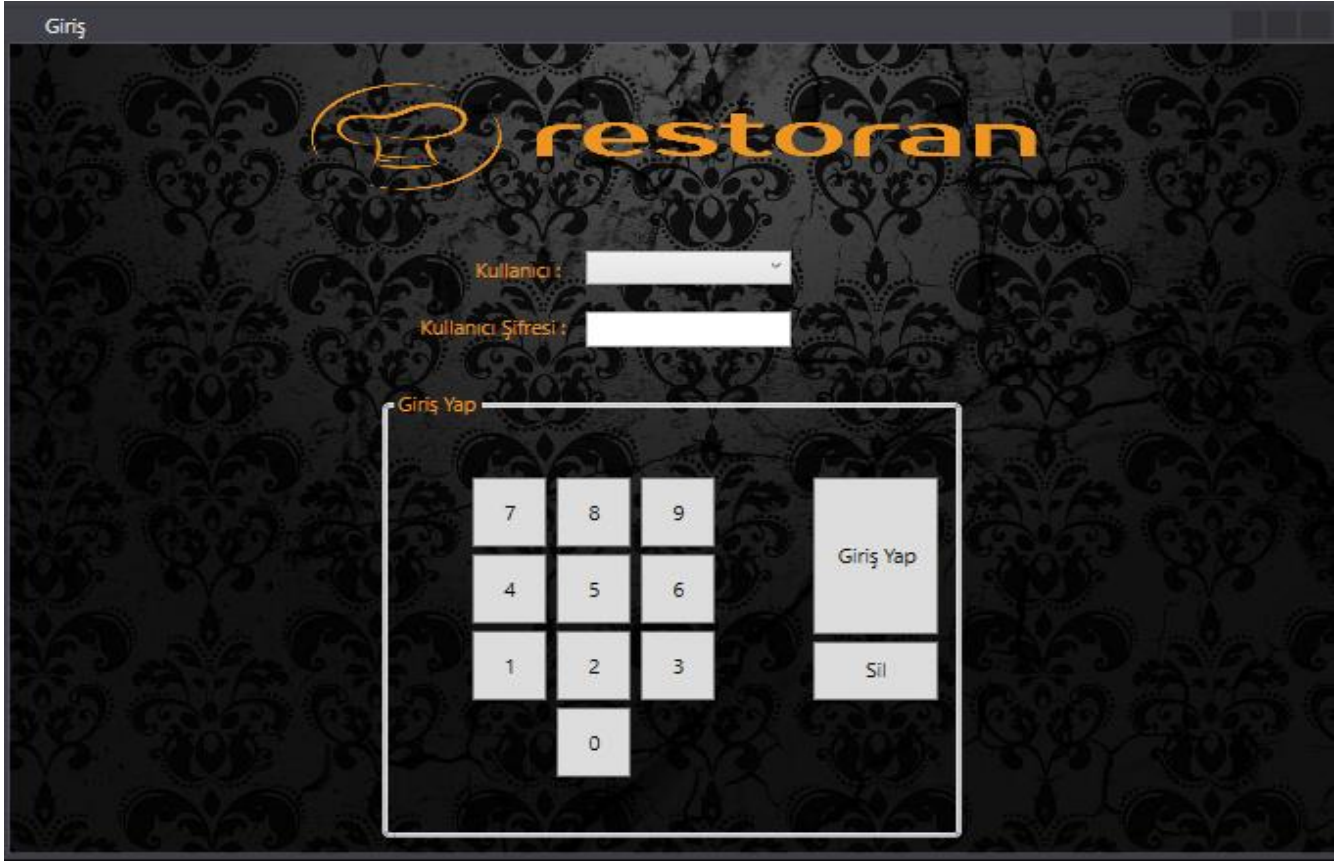 Giriş
restoran
Kullanıcı :
Kullanıcı Şifresi :
Giriş Yap
7 8 9
Giriş Yap
4 5 6
1 2 3
Sil
0